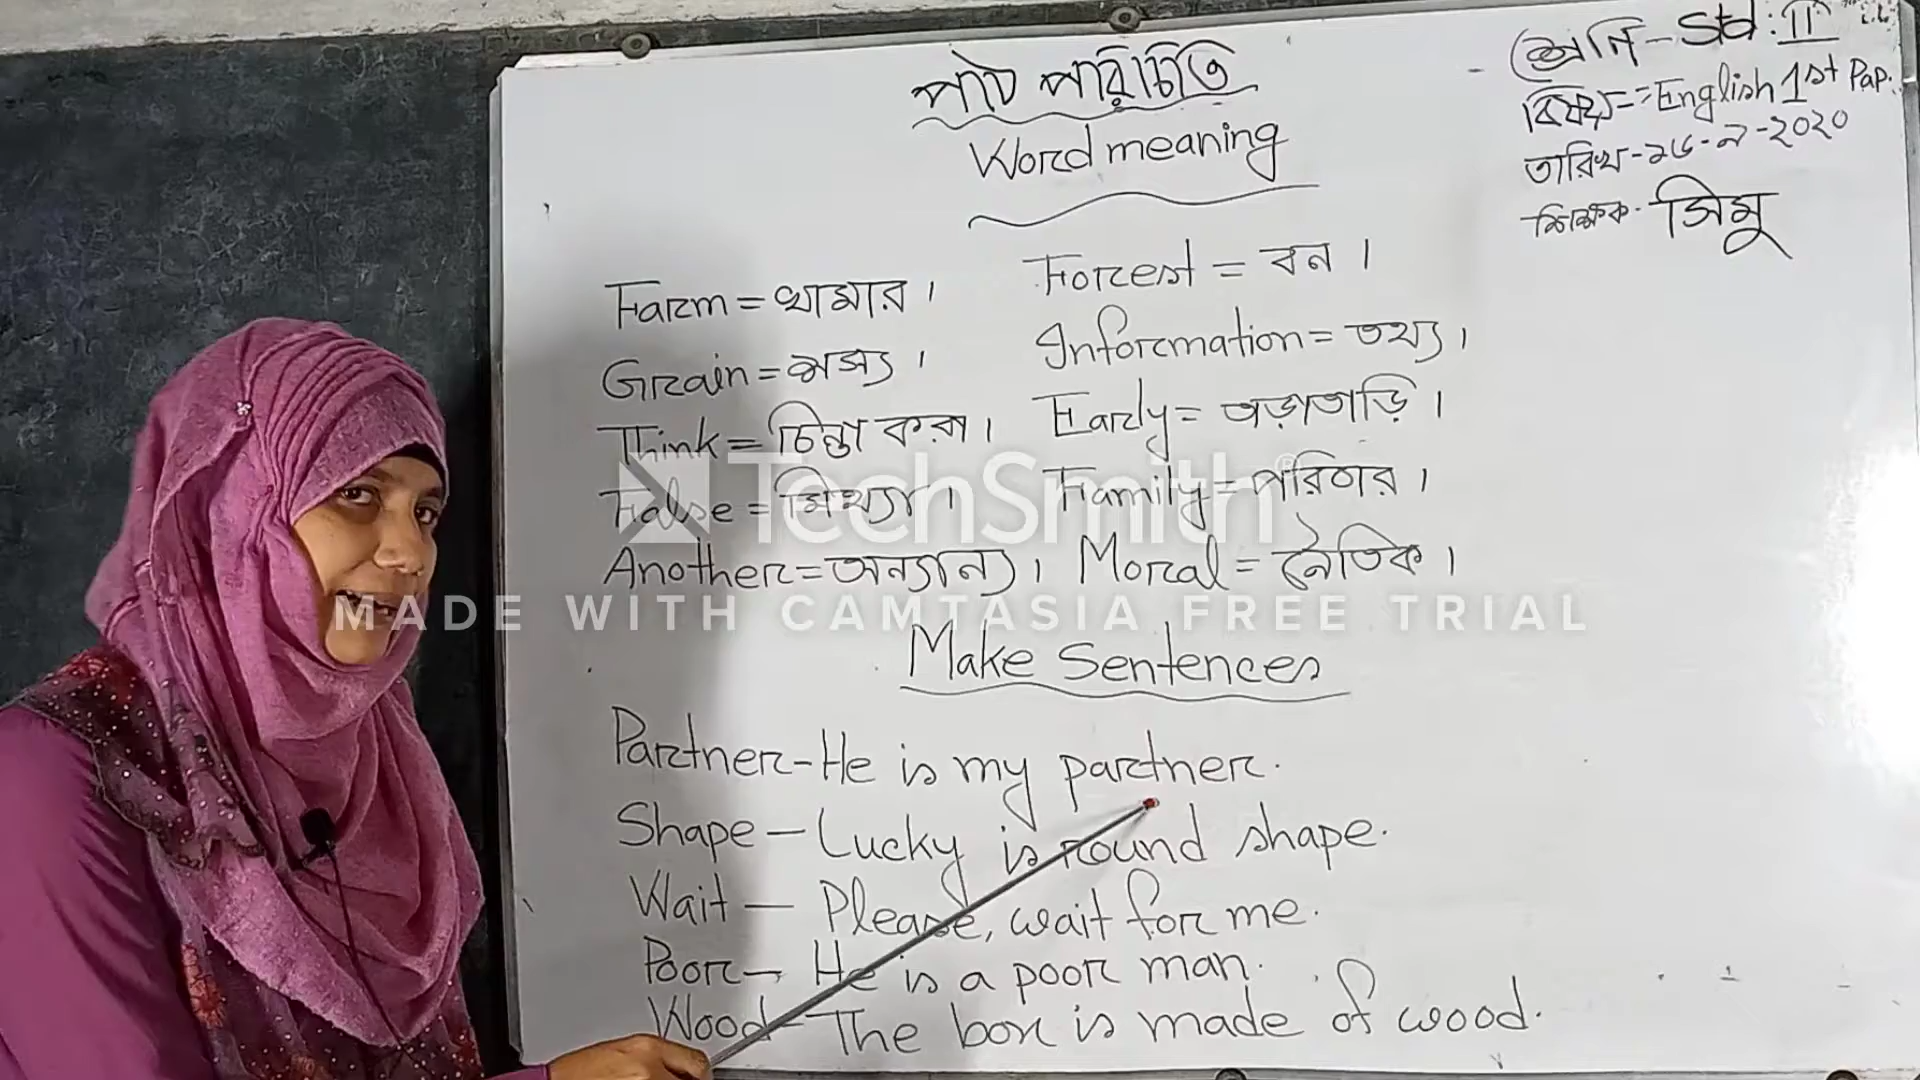 পাঠ পরিচিতি
Word meaning
শ্রেণি - Std: II
বিষয় = English 1st Pap.
তারিখ - ২৬ - ৯ - ২০২০
শিক্ষক - সিমু
Farm = খামার।
Forest = বন।
Grain = শস্য।
Information = তথ্য।
Think = চিন্তা করা।
Early = তাড়াতাড়ি।
False = মিথ্যা।
Family = পরিবার।
Another = অন্যান্য।
Moral = নৈতিক।
TechSmith
MADE WITH CAMTASIA FREE TRIAL
Make Sentences
Partner - He is my partner.
Shape - Lucky is round shape.
Wait - Please, wait for me.
Poor - He is a poor man.
Wood - The box is made of wood.